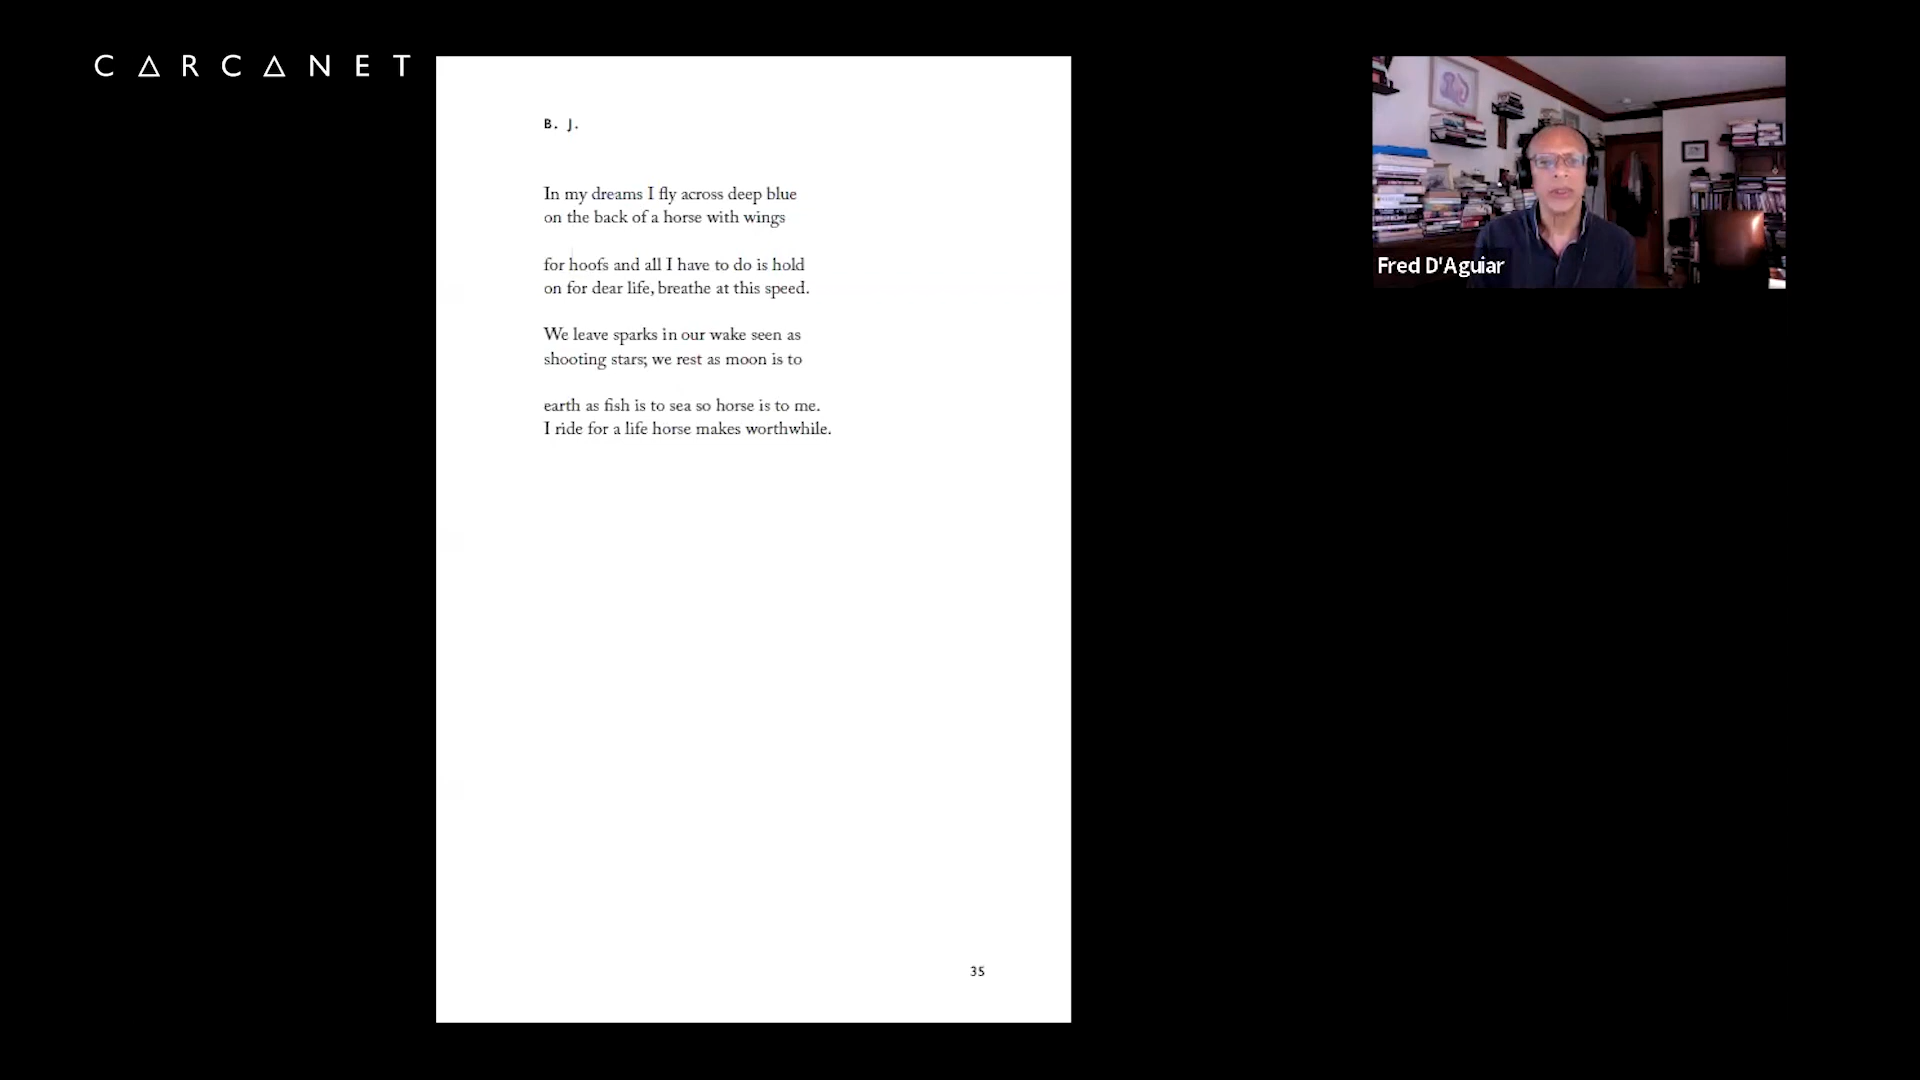 CARCANET
B. J.
In my dreams I fly across deep blue
on the back of a horse with wings
for hoofs and all I have to do is hold
on for dear life, breathe at this speed.
We leave sparks in our wake seen as
shooting stars; we rest as moon is to
earth as fish is to sea so horse is to me.
I ride for a life horse makes worthwhile.
35
Fred D'Aguiar